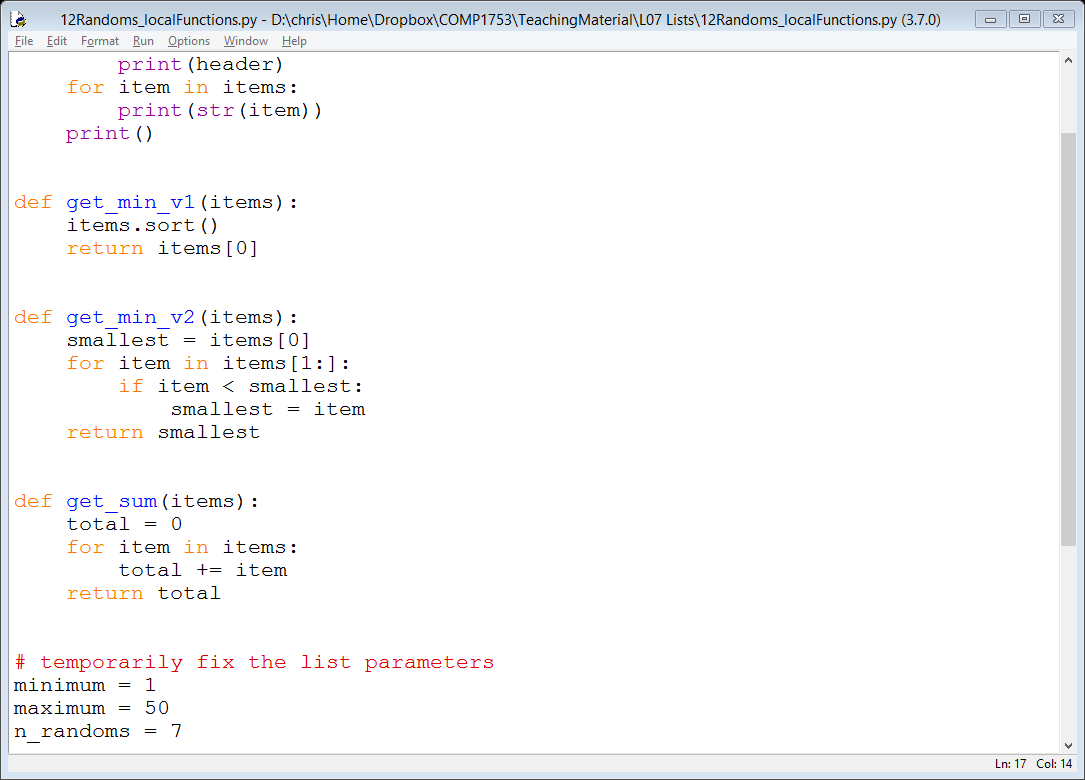 12Randoms_localFunctions.py - D:\chris\Home\Dropbox\COMP1753\TeachingMaterial\L07 Lists\12Randoms_localFunctions.py (3.7.0)
File Edit Format Run Options Window Help
        print(header)
    for item in items:
        print(str(item))
    print()

def get_min_v1(items):
    items.sort()
    return items[0]

def get_min_v2(items):
    smallest = items[0]
    for item in items[1:]:
        if item < smallest:
            smallest = item
    return smallest

def get_sum(items):
    total = 0
    for item in items:
        total += item
    return total

# temporarily fix the list parameters
minimum = 1
maximum = 50
n_randoms = 7
Ln: 17 Col: 14